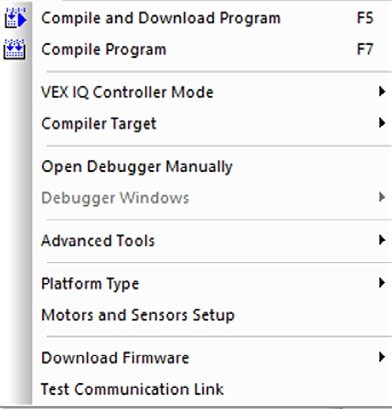 Compile and Download Program F5
Compile Program F7
VEX IQ Controller Mode
Compiler Target
Open Debugger Manually
Debugger Windows
Advanced Tools
Platform Type
Motors and Sensors Setup
Download Firmware
Test Communication Link